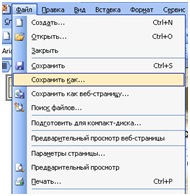 Файл Правка Вид Вставка Формат Сервис
Создать... Ctrl+N
Открыть... Ctrl+O
Закрыть
Сохранить Ctrl+S
Сохранить как...
Сохранить как веб-страницу...
Поиск файлов...
Подготовить для компакт-диска...
Предварительный просмотр веб-страницы
Параметры страницы...
Предварительный просмотр
Печать... Ctrl+P